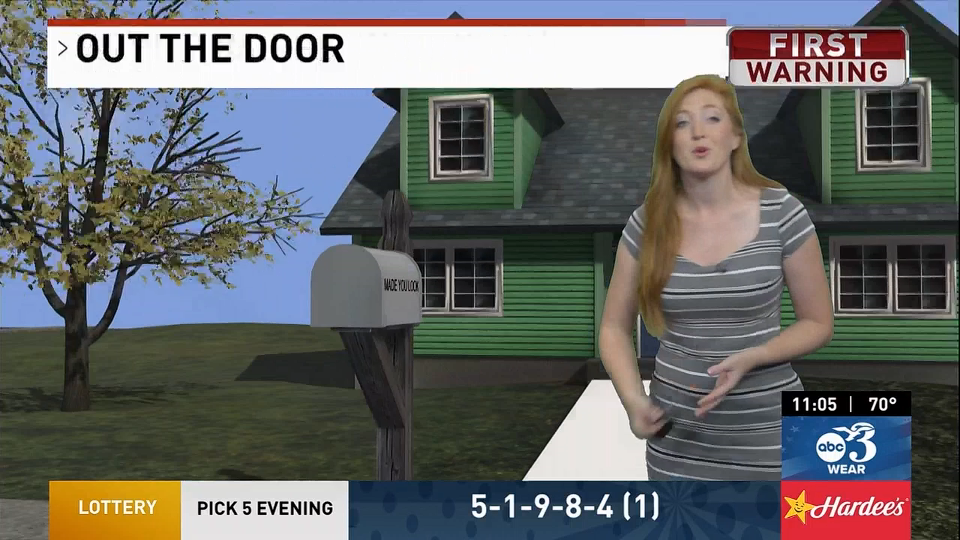 > OUT THE DOOR
FIRST
WARNING
MADE YOU LOOK
11:05 | 70°
abc 3
WEAR
LOTTERY
PICK 5 EVENING
5-1-9-8-4 (1)
Hardee's